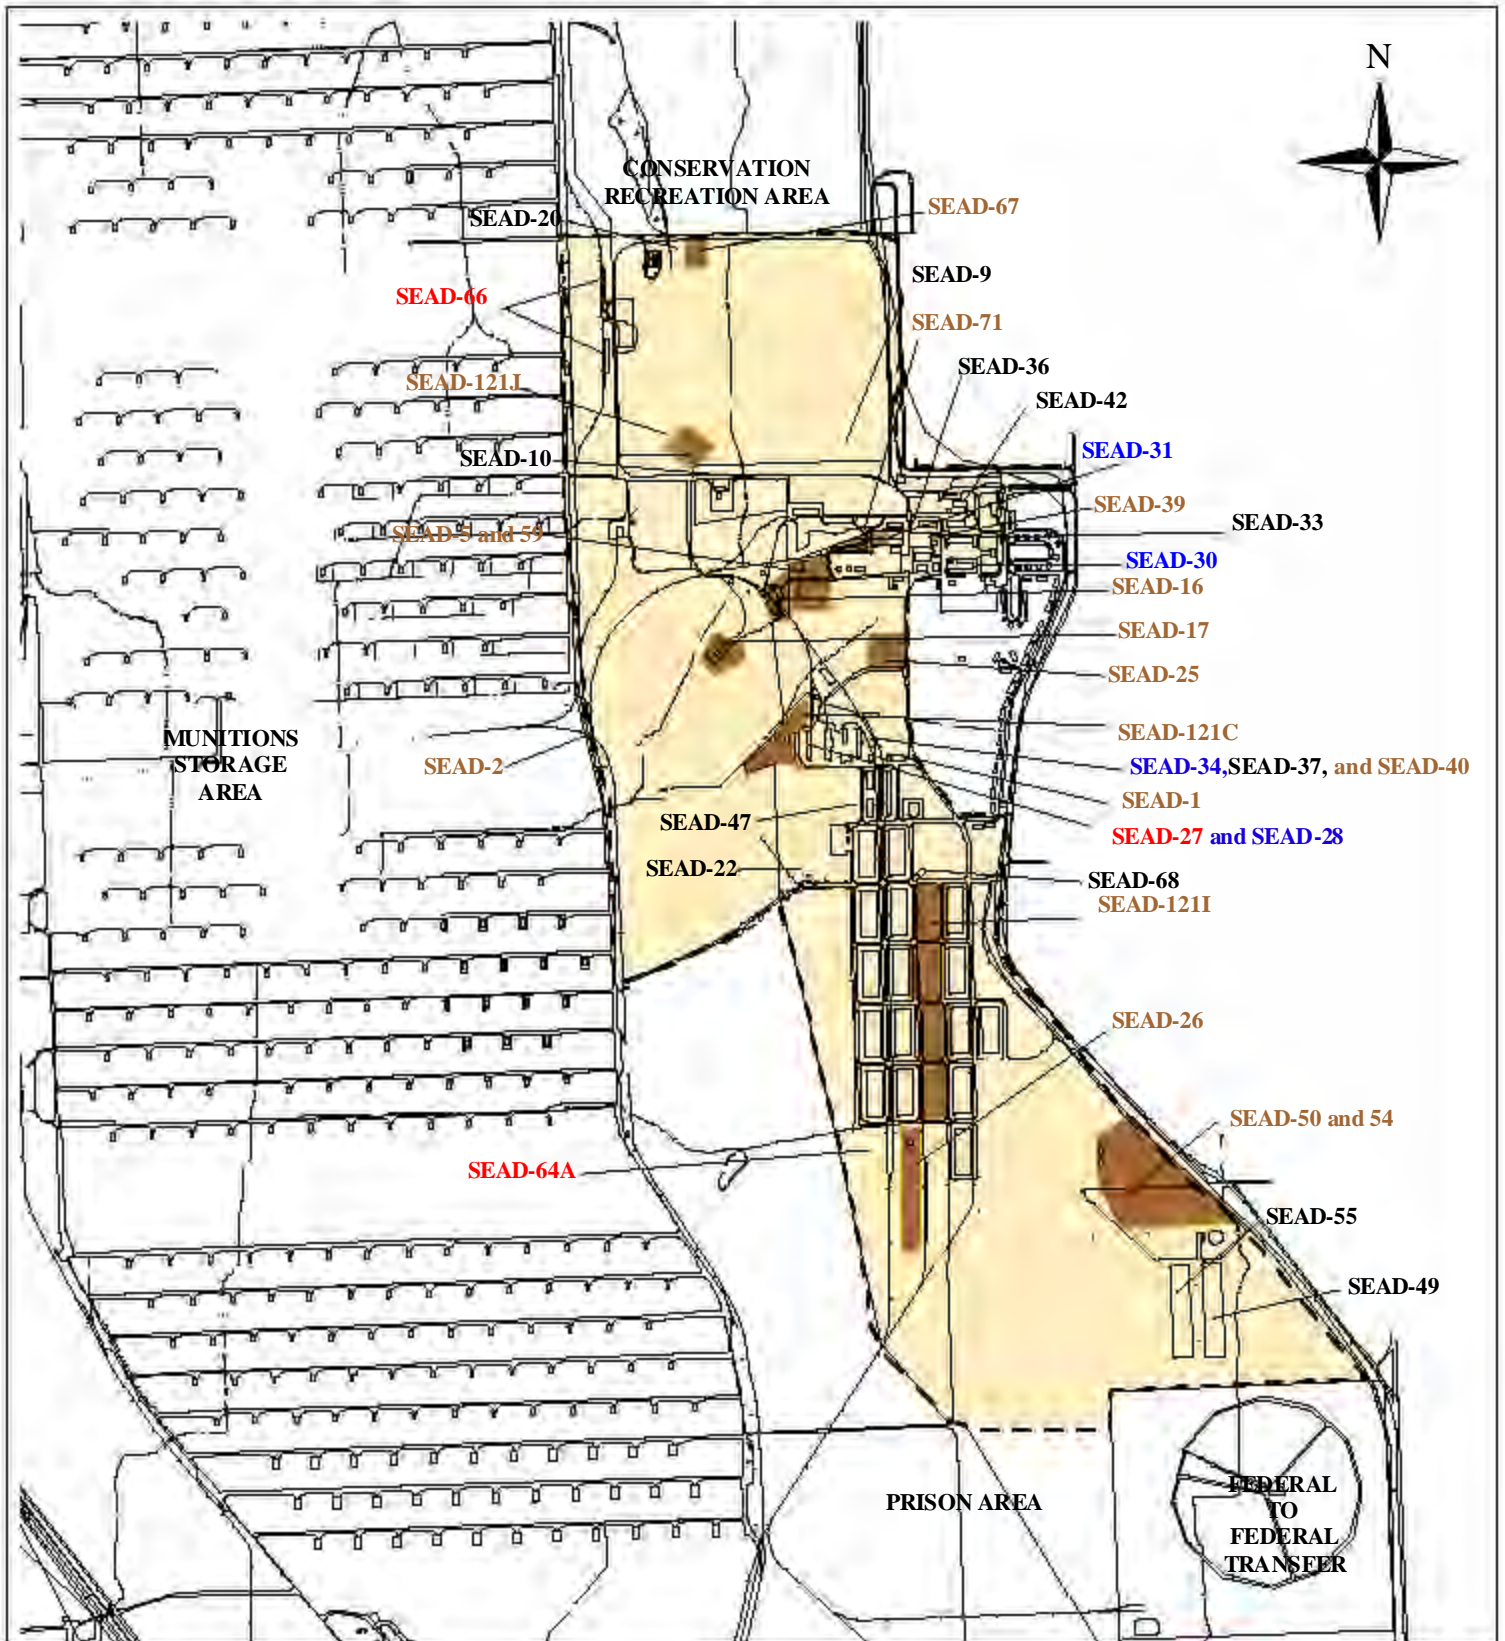 N
CONSERVATION
RECREATION AREA
SEAD-67
SEAD-20
SEAD-9
SEAD-66
SEAD-71
SEAD-36
SEAD-121J
SEAD-42
SEAD-31
SEAD-10
SEAD-39
SEAD-33
SEAD-5 and 59
SEAD-30
SEAD-16
SEAD-17
SEAD-25
SEAD-121C
MUNITIONS
STORAGE
AREA
SEAD-2
SEAD-34,SEAD-37, and SEAD-40
SEAD-1
SEAD-47
SEAD-27 and SEAD-28
SEAD-22
SEAD-68
SEAD-121I
SEAD-26
SEAD-50 and 54
SEAD-64A
SEAD-55
SEAD-49
PRISON AREA
FEDERAL
TO
FEDERAL
TRANSFER